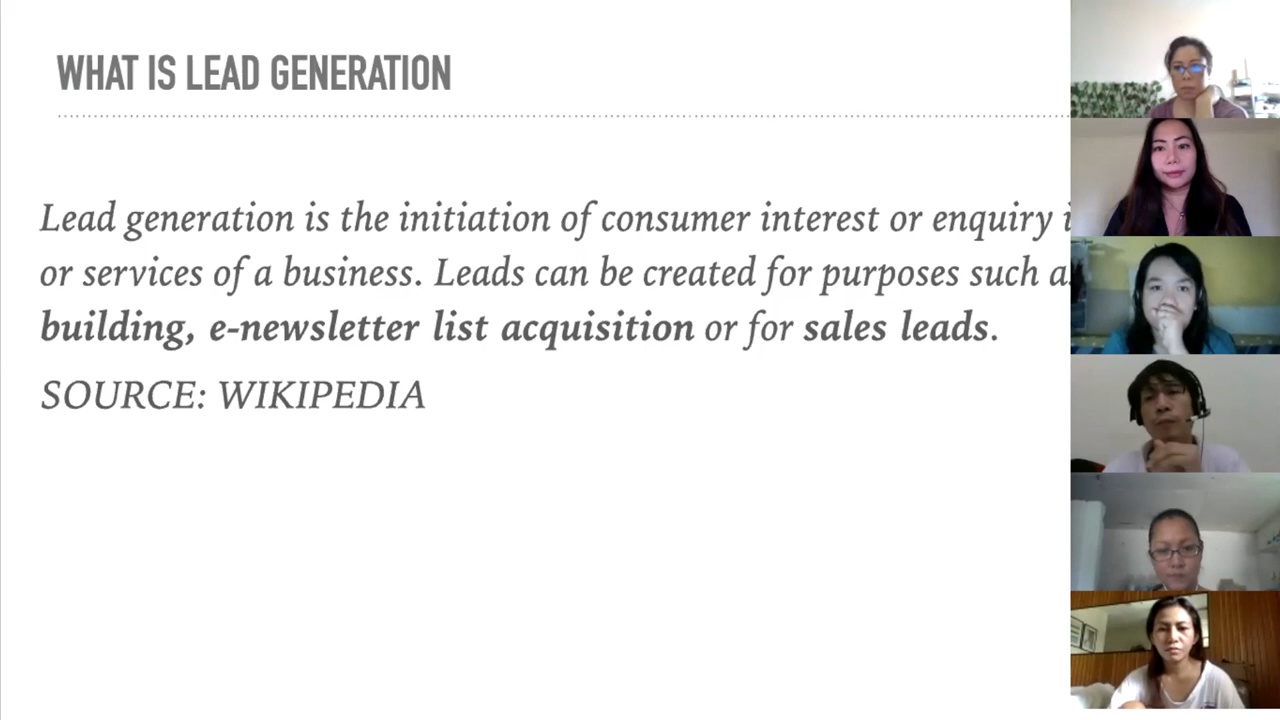 WHAT IS LEAD GENERATION
Lead generation is the initiation of consumer interest or enquiry
or services of a business. Leads can be created for purposes such
building, e-newsletter list acquisition or for sales leads.
SOURCE: WIKIPEDIA